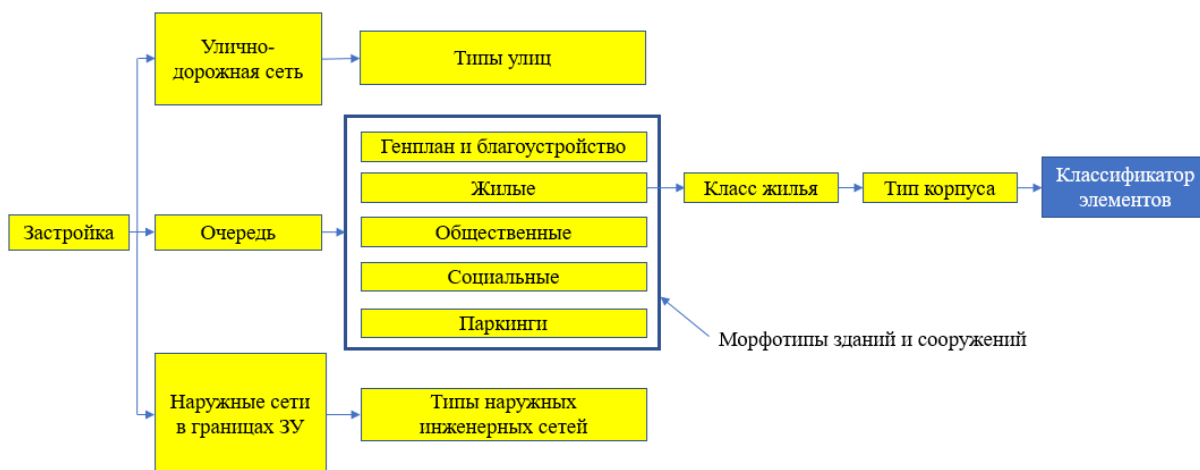 Улично-
дорожная сеть
Типы улиц
Генплан и благоустройство
Жилые
Класс жилья
Тип корпуса
Классификатор
элементов
Застройка
Очередь
Общественные
Социальные
Паркинги
Морфотипы зданий и сооружений
Наружные сети
в границах ЗУ
Типы наружных
инженерных сетей